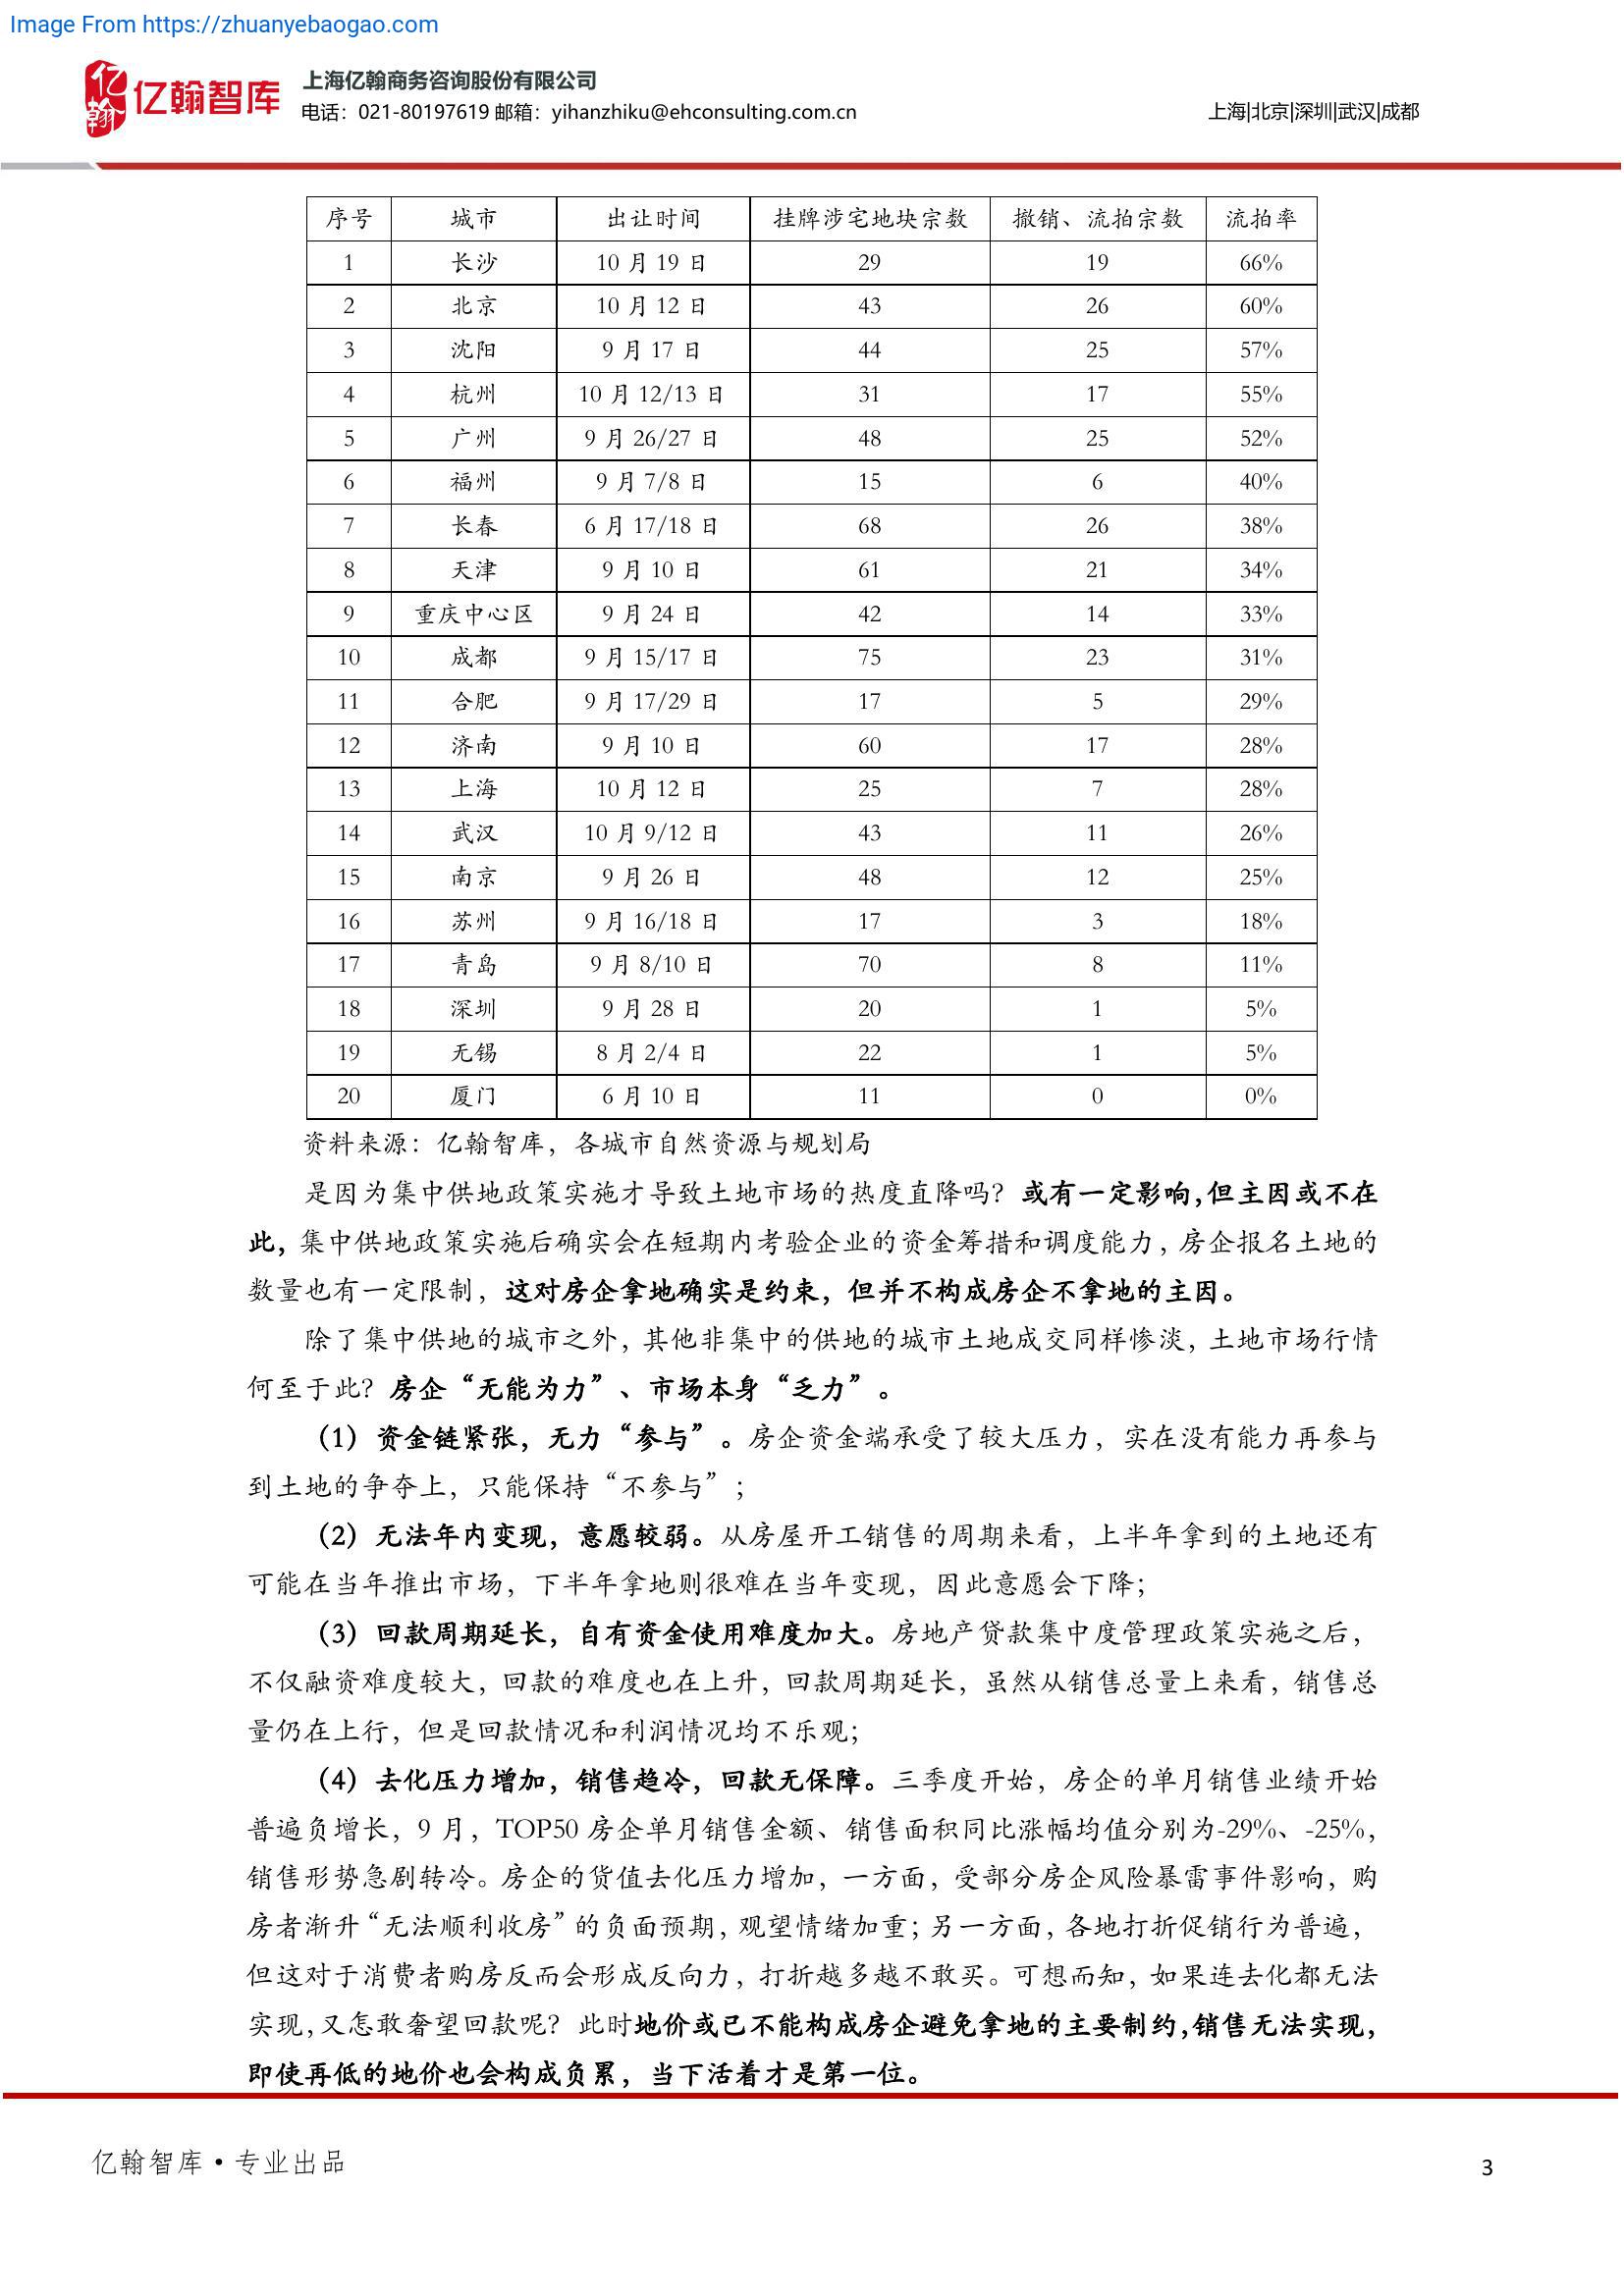 Image From https://zhuanyebaogao.com
亿翰
亿翰智库
上海亿翰商务咨询股份有限公司
电话：021-80197619 邮箱：yihanzhiku@ehconsulting.com.cn
上海|北京|深圳|武汉|成都
序号 城市 出让时间 挂牌涉宅地块宗数 撤销、流拍宗数 流拍率
1 长沙 10 月 19 日 29 19 66%
2 北京 10 月 12 日 43 26 60%
3 沈阳 9 月 17 日 44 25 57%
4 杭州 10 月 12/13 日 31 17 55%
5 广州 9 月 26/27 日 48 25 52%
6 福州 9 月 7/8 日 15 6 40%
7 长春 6 月 17/18 日 68 26 38%
8 天津 9 月 10 日 61 21 34%
9 重庆中心区 9 月 24 日 42 14 33%
10 成都 9 月 15/17 日 75 23 31%
11 合肥 9 月 17/29 日 17 5 29%
12 济南 9 月 10 日 60 17 28%
13 上海 10 月 12 日 25 7 28%
14 武汉 10 月 9/12 日 43 11 26%
15 南京 9 月 26 日 48 12 25%
16 苏州 9 月 16/18 日 17 3 18%
17 青岛 9 月 8/10 日 70 8 11%
18 深圳 9 月 28 日 20 1 5%
19 无锡 8 月 2/4 日 22 1 5%
20 厦门 6 月 10 日 11 0 0%
资料来源：亿翰智库，各城市自然资源与规划局
是因为集中供地政策实施才导致土地市场的热度直降吗？或有一定影响，但主因或不在
此，集中供地政策实施后确实会在短期内考验企业的资金筹措和调度能力，房企报名土地的
数量也有一定限制，这对房企拿地确实是约束，但并不构成房企不拿地的主因。
除了集中供地的城市之外，其他非集中的供地的城市土地成交同样惨淡，土地市场行情
何至于此？房企“无能为力”、市场本身“乏力”。
（1）资金链紧张，无力“参与”。房企资金端承受了较大压力，实在没有能力再参与
到土地的争夺上，只能保持“不参与”；
（2）无法年内变现，意愿较弱。从房屋开工销售的周期来看，上半年拿到的土地还有
可能在当年推出市场，下半年拿地则很难在当年变现，因此意愿会下降；
（3）回款周期延长，自有资金使用难度加大。房地产贷款集中度管理政策实施之后，
不仅融资难度较大，回款的难度也在上升，回款周期延长，虽然从销售总量上来看，销售总
量仍在上行，但是回款情况和利润情况均不乐观；
（4）去化压力增加，销售趋冷，回款无保障。三季度开始，房企的单月销售业绩开始
普遍负增长，9 月，TOP50 房企单月销售金额、销售面积同比涨幅均值分别为-29%、-25%，
销售形势急剧转冷。房企的货值去化压力增加，一方面，受部分房企风险暴雷事件影响，购
房者渐升“无法顺利收房”的负面预期，观望情绪加重；另一方面，各地打折促销行为普遍，
但这对于消费者购房反而会形成反向力，打折越多越不敢买。可想而知，如果连去化都无法
实现，又怎敢奢望回款呢？此时地价或已不能构成房企避免拿地的主要制约，销售无法实现，
即使再低的地价也会构成负累，当下活着才是第一位。
亿翰智库•专业出品
3